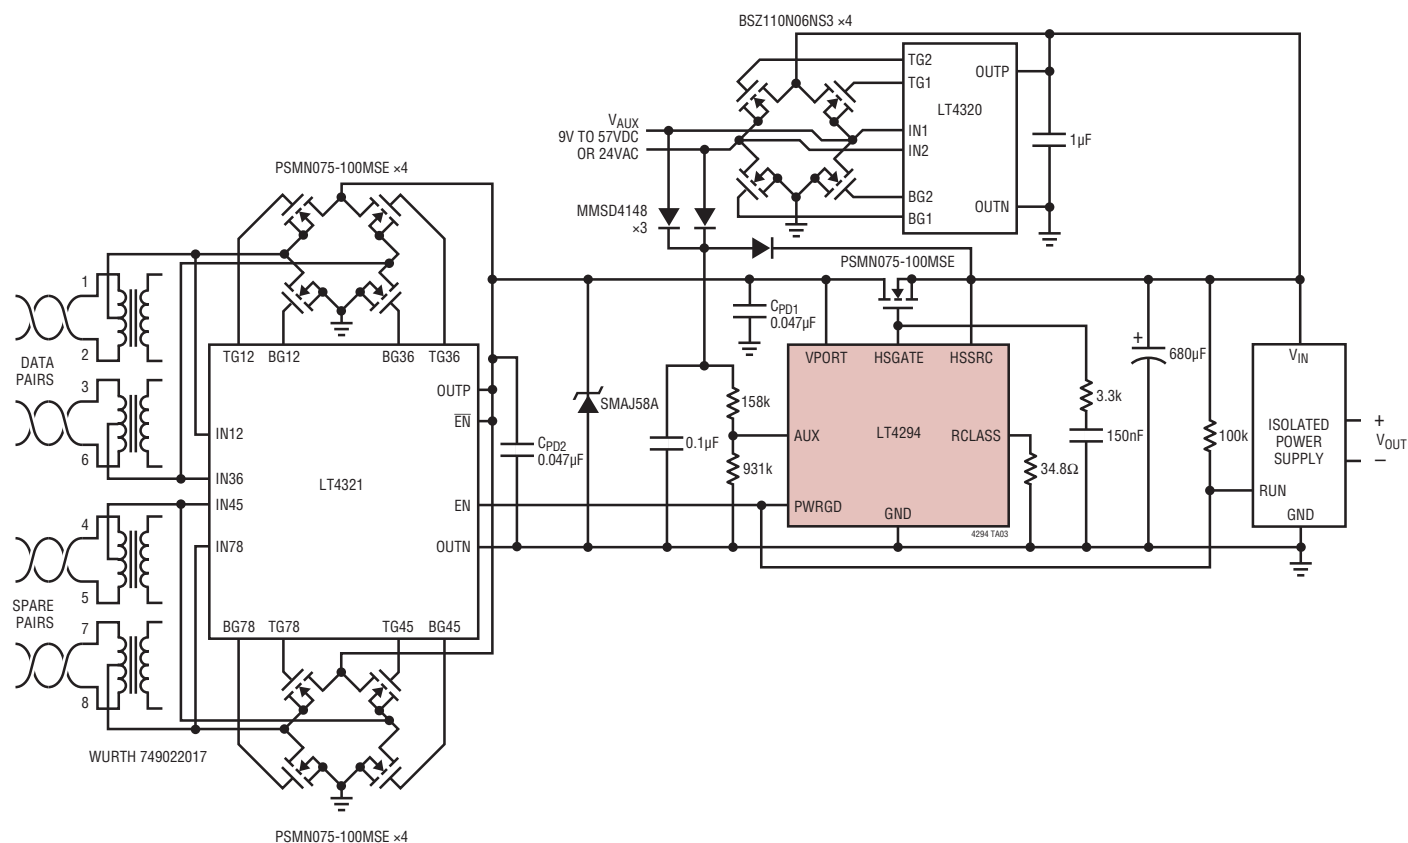 BSZ110N06NS3 ×4
TG2
OUTP
TG1
LT4320
VAUX
9V TO 57VDC
OR 24VAC
IN1
IN2
1µF
PSMN075-100MSE ×4
BG2
OUTN
BG1
MMSD4148
×3
PSMN075-100MSE
1
2
DATA
PAIRS
3
6
TG12
BG12
BG36
TG36
OUTP
EN
IN12
IN36
IN45
IN78
LT4321
EN
OUTN
BG78
TG78
TG45
BG45
CPD2
0.047µF
SMAJ58A
CPD1
0.047µF
0.1µF
158k
931k
VPORT
HSGATE
HSSRC
AUX
LT4294
RCLASS
PWRGD
GND
4294 TA03
34.8Ω
3.3k
150nF
680µF
+
100k
VIN
ISOLATED
POWER
SUPPLY
RUN
GND
+
VOUT
–
4
5
SPARE
PAIRS
7
8
WURTH 749022017
PSMN075-100MSE ×4